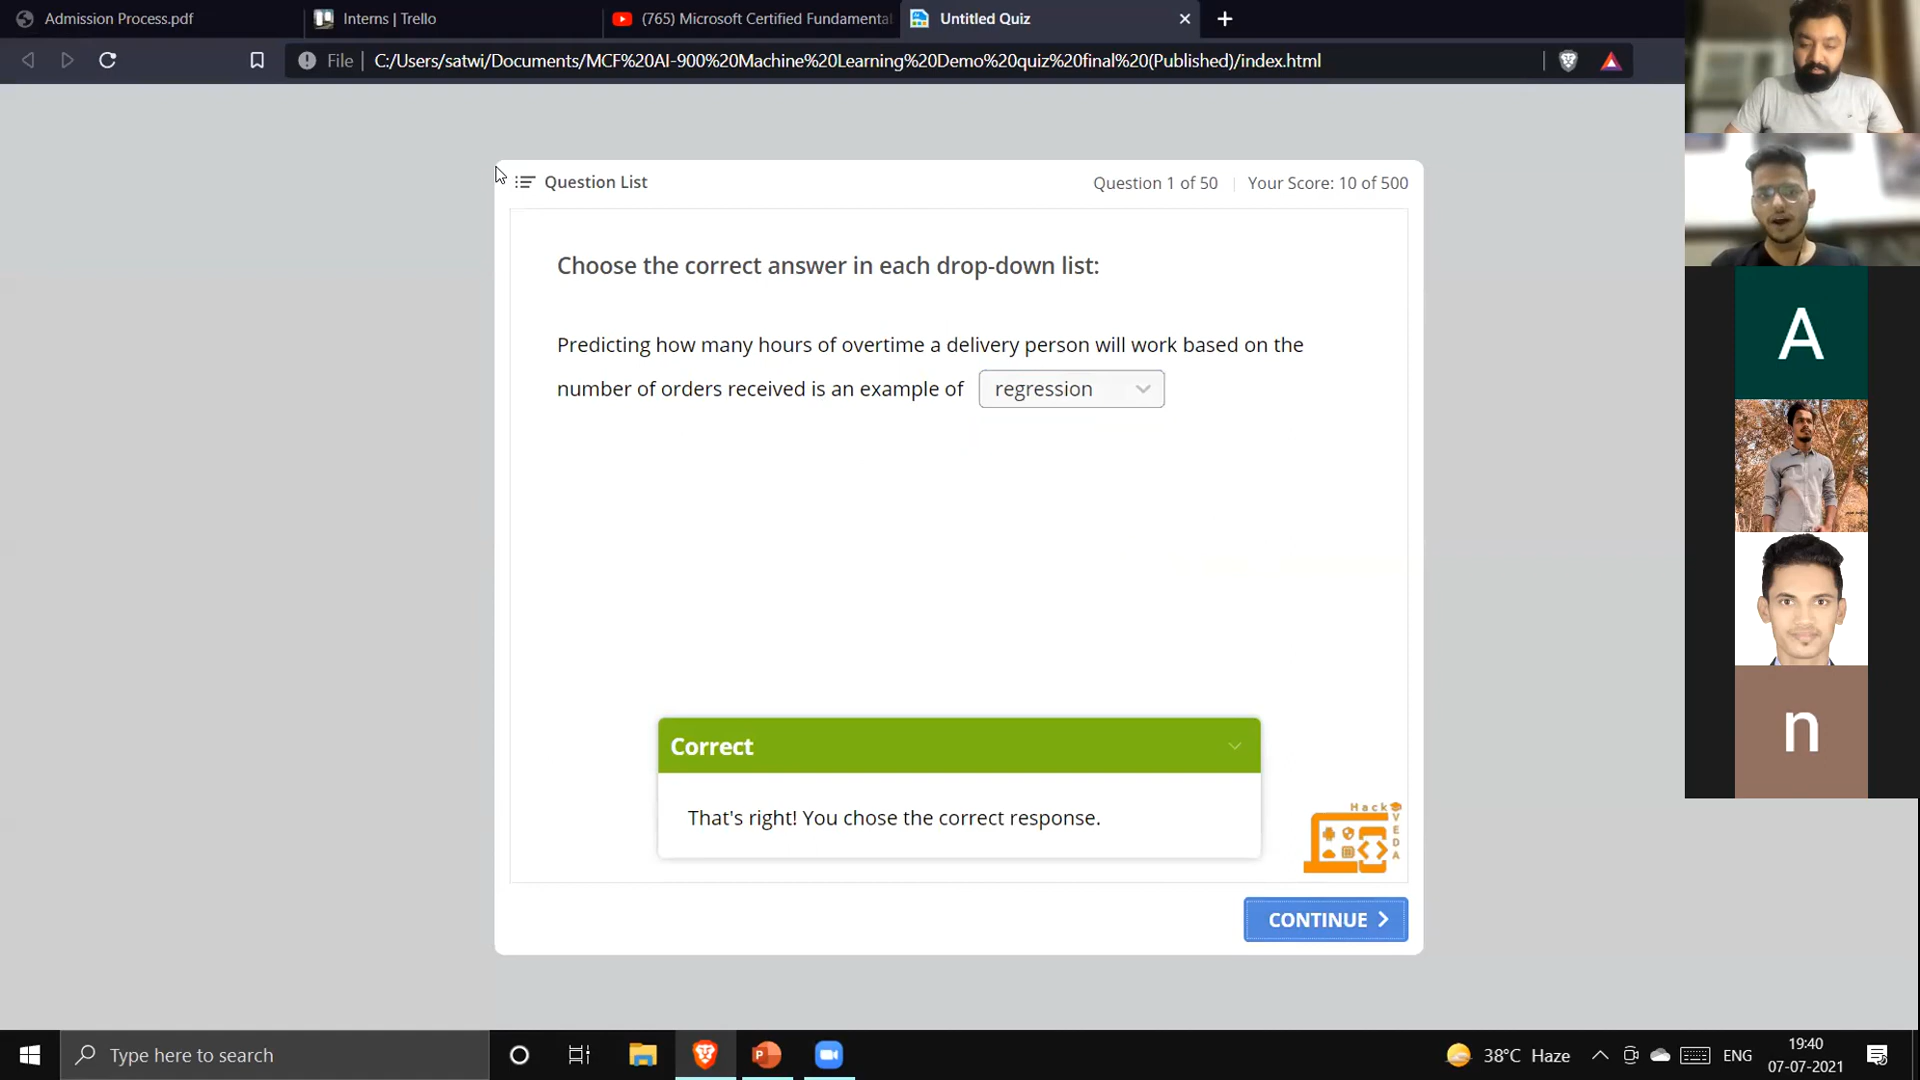 Admission Process.pdf
Interns | Trello
(765) Microsoft Certified Fundamental
Untitled Quiz
File
C:/Users/satwi/Documents/MCF%20AI-900%20Machine%20Learning%20Demo%20quiz%20final%20(Published)/index.html
Question List
Question 1 of 50
Your Score: 10 of 500
Choose the correct answer in each drop-down list:
Predicting how many hours of overtime a delivery person will work based on the
number of orders received is an example of regression
Correct
That's right! You chose the correct response.
Hack
VEDA
CONTINUE
A
n
Type here to search
38°C Haze
ENG
19:40
07-07-2021